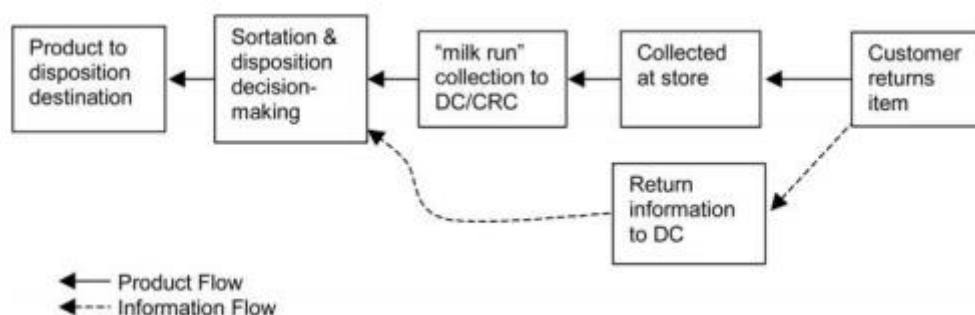 Product to
disposition
destination
Sortation &
disposition
decision-
making
“milk run”
collection to
DC/CRC
Collected
at store
Customer
returns
item
Return
information
to DC
Product Flow
Information Flow